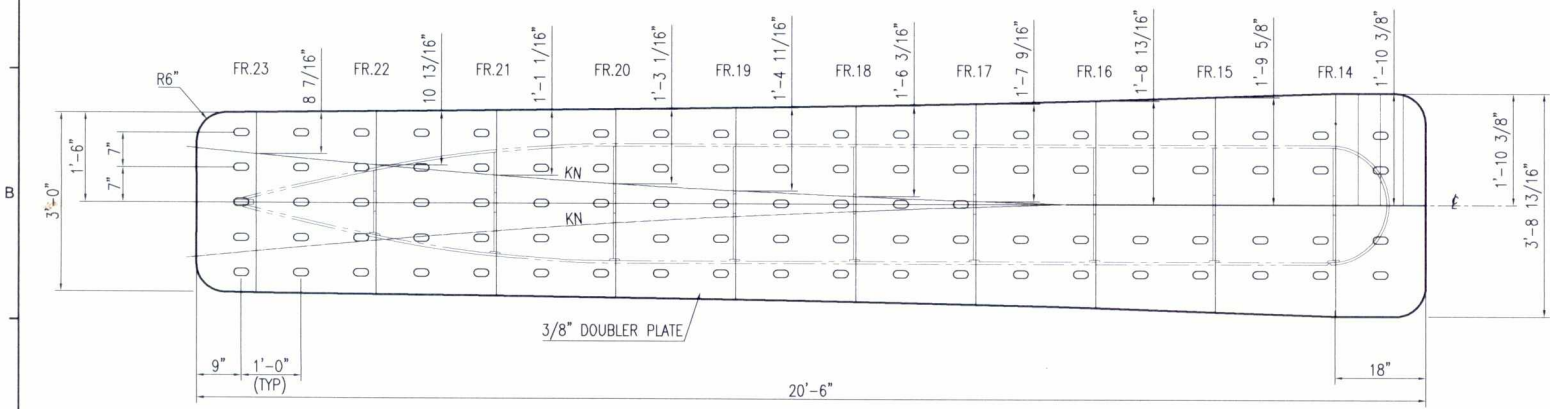 R6"
FR.23
8 7/16"
FR.22
10 13/16"
FR.21
1'-1 1/16"
FR.20
1'-3 1/16"
FR.19
1'-4 11/16"
FR.18
1'-6 3/16"
FR.17
1'-7 9/16"
FR.16
1'-8 13/16"
FR.15
1'-9 5/8"
FR.14
1'-10 3/8"
B
3'-0"
1'-6"
7"
7"
KN
KN
℄
1'-10 3/8"
3'-8 13/16"
3/8" DOUBLER PLATE
9"
1'-0"
(TYP)
20'-6"
18"